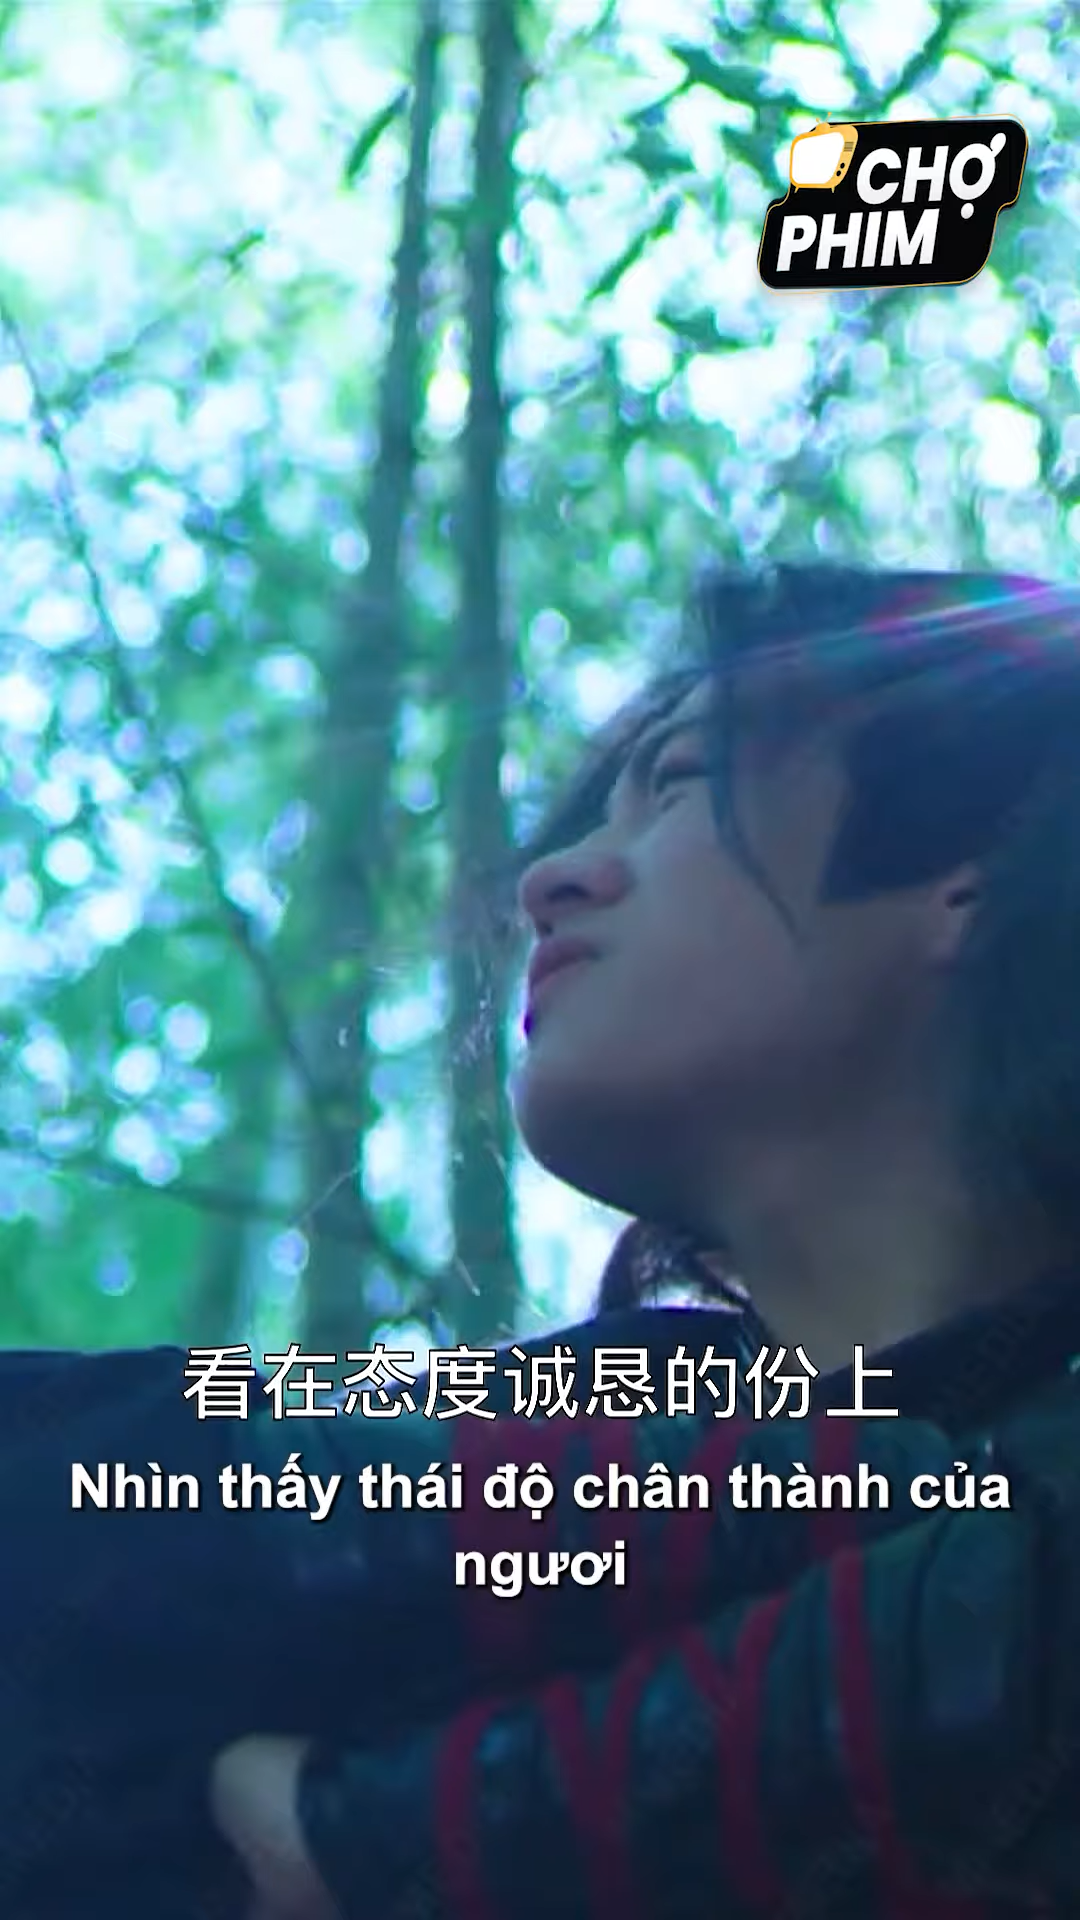 CHỢ
PHIM
看在态度诚恳的份上
Nhìn thấy thái độ chân thành của
ngươi